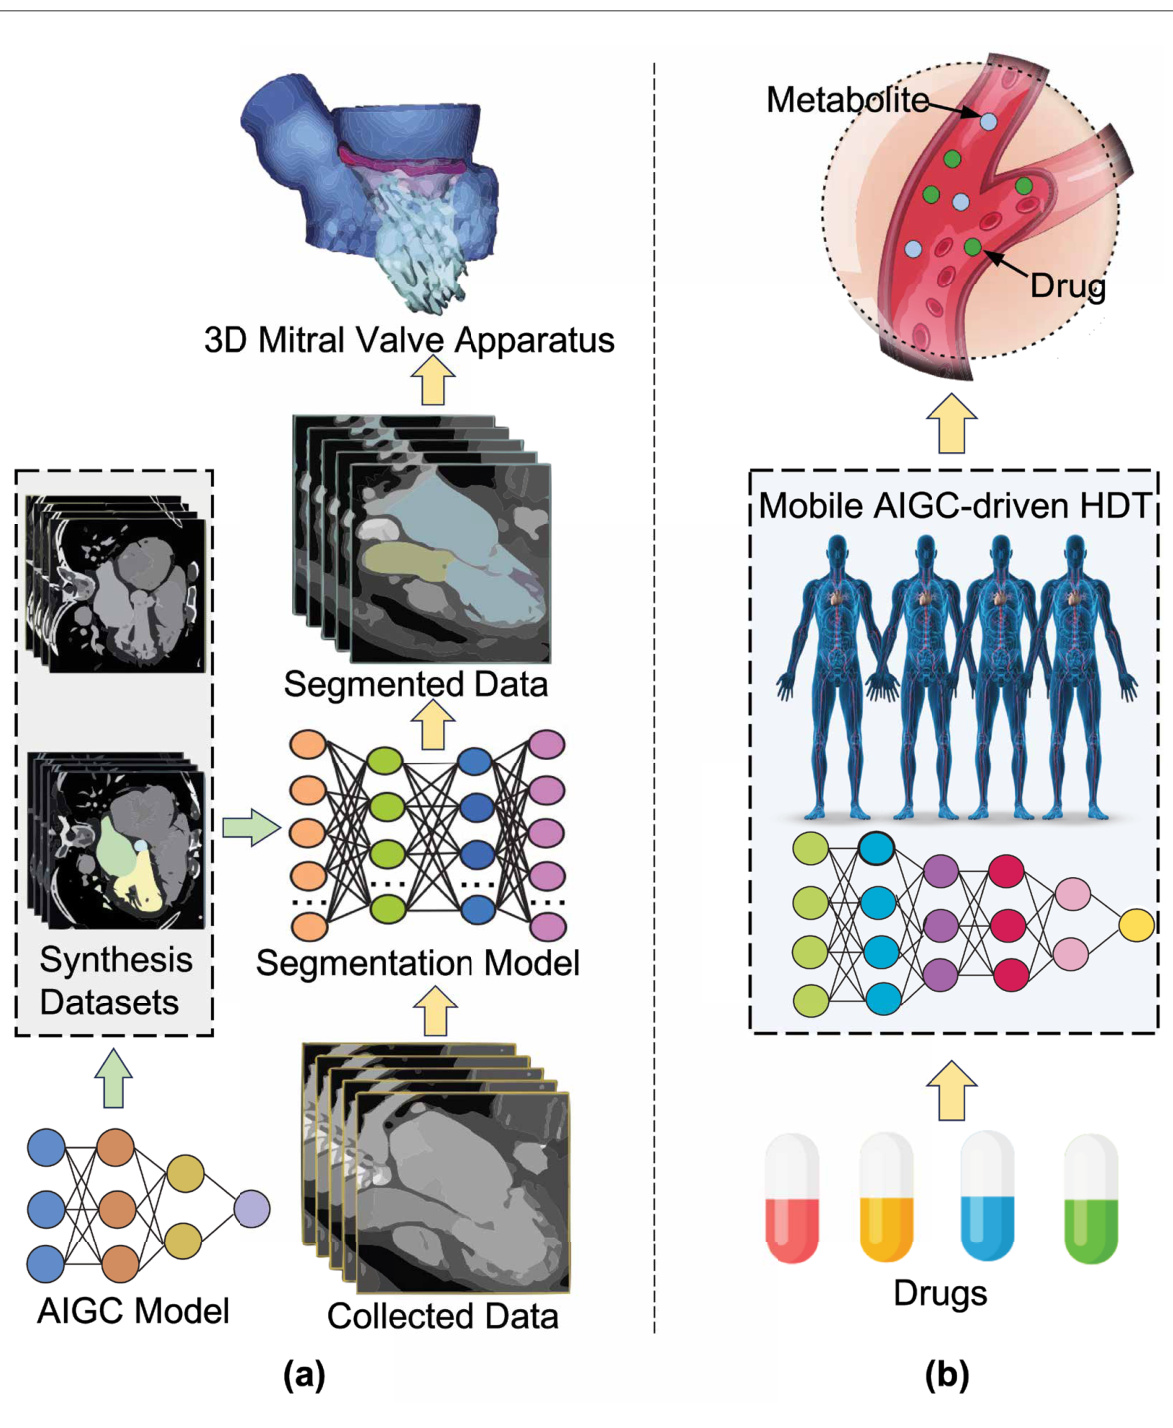 3D Mitral Valve Apparatus
Segmented Data
Synthesis
Datasets
Segmentation Model
AIGC Model
Collected Data
(a)
Metabolite
Drug
Mobile AIGC-driven HDT
Drugs
(b)